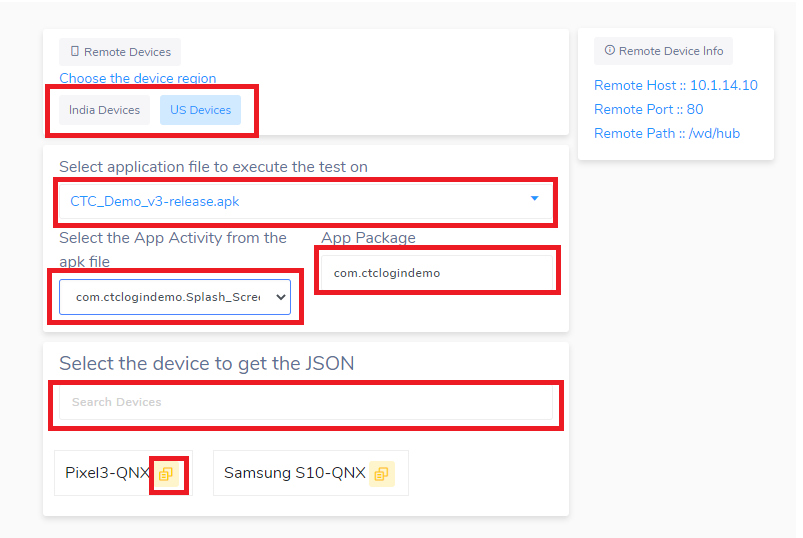 Remote Devices
Choose the device region
India Devices
US Devices
Remote Device Info
Remote Host :: 10.1.14.10
Remote Port :: 80
Remote Path :: /wd/hub
Select application file to execute the test on
CTC_Demo_v3-release.apk
Select the App Activity from the
apk file
com.ctclogindemo.Splash_Scree
App Package
com.ctclogindemo
Select the device to get the JSON
Search Devices
Pixel3-QNX
Samsung S10-QNX